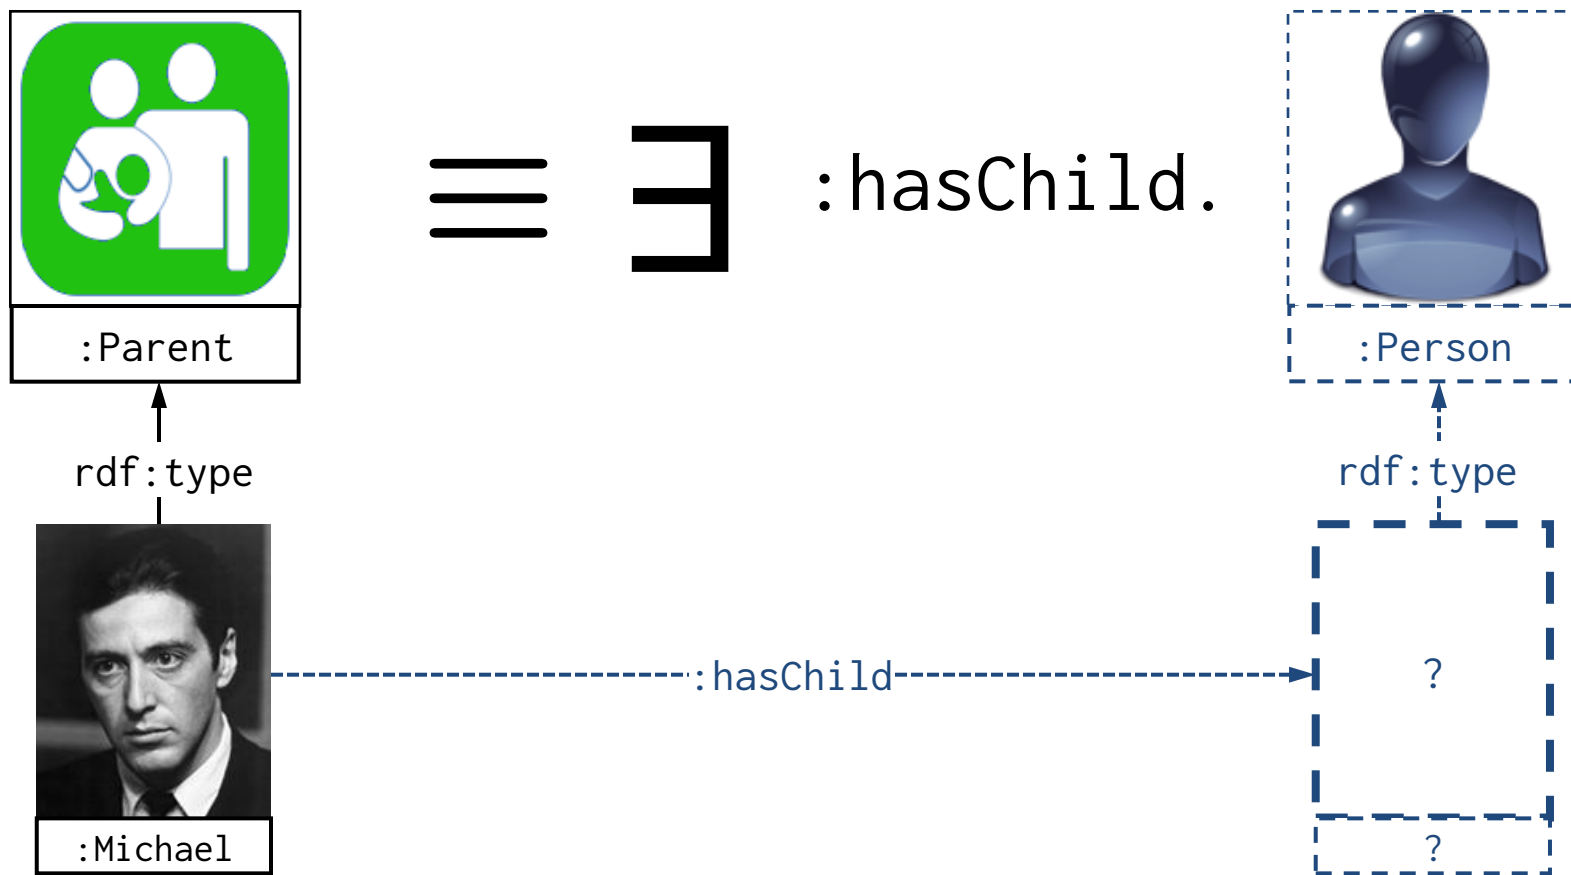 ≡ ∃ :hasChild.
:Parent
:Person
rdf:type
rdf:type
:hasChild
?
:Michael
?